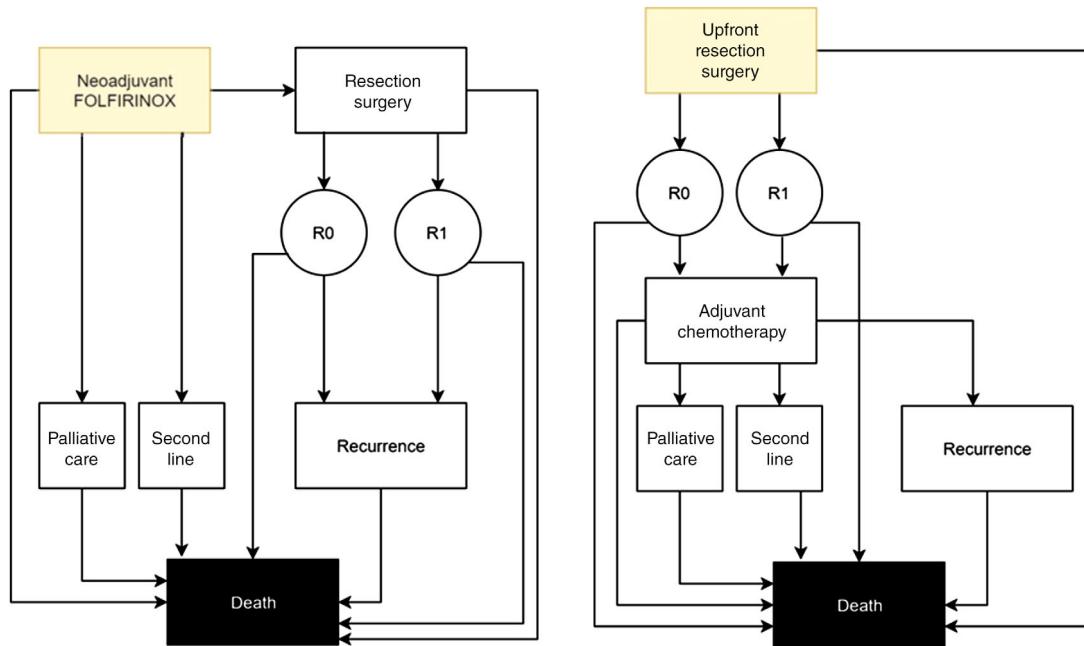 Neoadjuvant
FOLFIRINOX
Resection
surgery
R0
R1
Palliative
care
Second
line
Recurrence
Death
Upfront
resection
surgery
R0
R1
Adjuvant
chemotherapy
Palliative
care
Second
line
Recurrence
Death